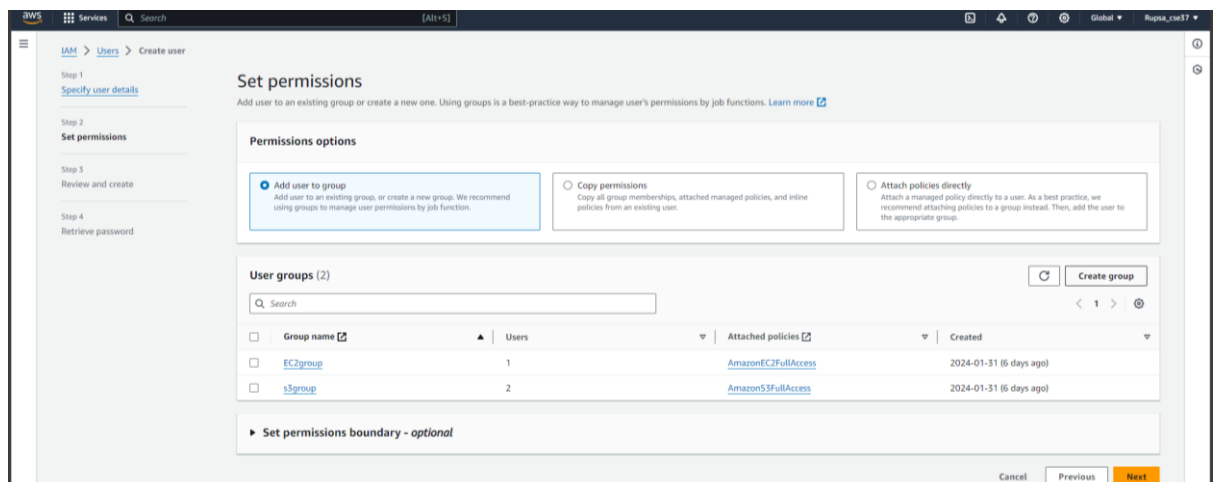 aws Services Search [Alt+S] Global Rupsa_cse37
IAM > Users > Create user
Step 1
Specify user details
Step 2
Set permissions
Step 3
Review and create
Step 4
Retrieve password
Set permissions
Add user to an existing group or create a new one. Using groups is a best-practice way to manage user's permissions by job functions. Learn more
Permissions options
Add user to group
Add user to an existing group, or create a new group. We recommend
using groups to manage user permissions by job function.
Copy permissions
Copy all group memberships, attached managed policies, and inline
policies from an existing user.
Attach policies directly
Attach a managed policy directly to a user. As a best practice, we
recommend attaching policies to a group instead. Then, add the user to
the appropriate group.
User groups (2)
Create group
Search
1
Group name Users Attached policies Created
EC2group 1 AmazonEC2FullAccess 2024-01-31 (6 days ago)
s3group 2 AmazonS3FullAccess 2024-01-31 (6 days ago)
Set permissions boundary - optional
Cancel Previous Next